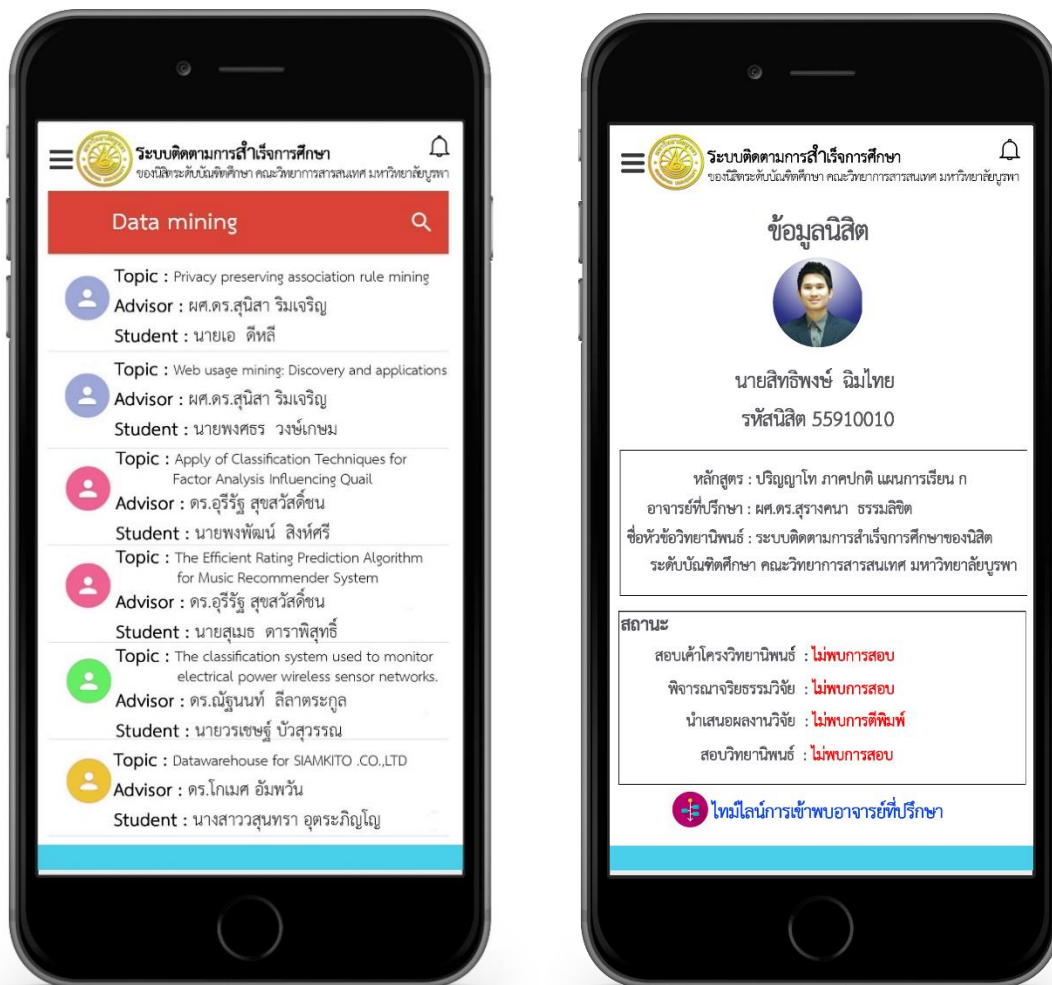 ระบบติดตามการสำเร็จการศึกษา
ของนิสิตระดับบัณฑิตศึกษา คณะวิทยาการสารสนเทศ มหาวิทยาลัยบูรพา
Data mining
Topic : Privacy preserving association rule mining
Advisor : ผศ.ดร.สุนิสา ริมเจริญ
Student : นายเอ ดีหลี
Topic : Web usage mining: Discovery and applications
Advisor : ผศ.ดร.สุนิสา ริมเจริญ
Student : นายพงศธร วงษ์เกษม
Topic : Apply of Classification Techniques for
Factor Analysis Influencing Quail
Advisor : ดร.อุรีรัฐ สุขสวัสดิ์ชน
Student : นายพงพัฒน์ สิงห์ศรี
Topic : The Efficient Rating Prediction Algorithm
for Music Recommender System
Advisor : ดร.อุรีรัฐ สุขสวัสดิ์ชน
Student : นายสุเมธ ดาราพิสุทธิ์
Topic : The classification system used to monitor
electrical power wireless sensor networks.
Advisor : ดร.ณัฐนนท์ ลีลาตระกูล
Student : นายวรเชษฐ์ บัวสุวรรณ
Topic : Datawarehouse for SIAMKITO .CO.,LTD
Advisor : ดร.โกเมศ อัมพวัน
Student : นางสาววสุนทรา อุตระภิญโญ
ระบบติดตามการสำเร็จการศึกษา
ของนิสิตระดับบัณฑิตศึกษา คณะวิทยาการสารสนเทศ มหาวิทยาลัยบูรพา
ข้อมูลนิสิต
นายสิทธิพงษ์ ฉิมไทย
รหัสนิสิต 55910010
หลักสูตร : ปริญญาโท ภาคปกติ แผนการเรียน ก
อาจารย์ที่ปรึกษา : ผศ.ดร.สุรางคนา ธรรมลิขิต
ชื่อหัวข้อวิทยานิพนธ์ : ระบบติดตามการสำเร็จการศึกษาของนิสิต
ระดับบัณฑิตศึกษา คณะวิทยาการสารสนเทศ มหาวิทยาลัยบูรพา
สถานะ
สอบเค้าโครงวิทยานิพนธ์ : ไม่พบการสอบ
พิจารณาจริยธรรมวิจัย : ไม่พบการสอบ
นำเสนอผลงานวิจัย : ไม่พบการตีพิมพ์
สอบวิทยานิพนธ์ : ไม่พบการสอบ
ไทม์ไลน์การเข้าพบอาจารย์ที่ปรึกษา